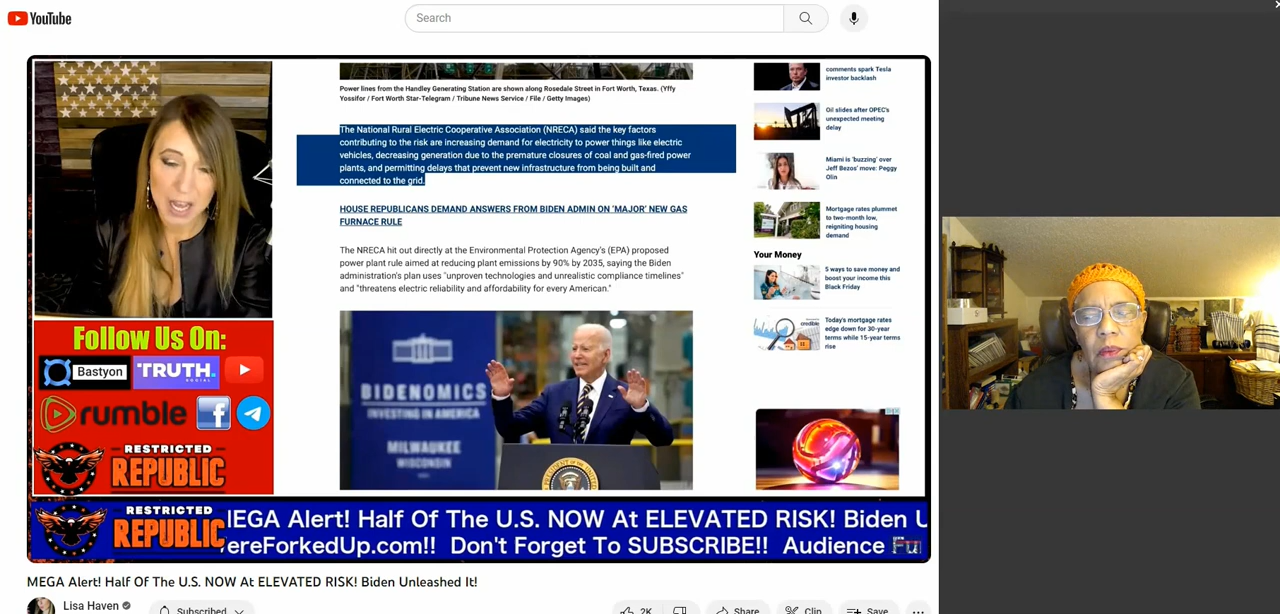 YouTube
Search
Power lines from the Handley Generating Station are shown along Rosedale Street in Fort Worth, Texas. (Yffy
Yossifor / Fort Worth Star-Telegram / Tribune News Service / File / Getty Images)
The National Rural Electric Cooperative Association (NRECA) said the key factors
contributing to the risk are increasing demand for electricity to power things like electric
vehicles, decreasing generation due to the premature closures of coal and gas-fired power
plants, and permitting delays that prevent new infrastructure from being built and
connected to the grid.
HOUSE REPUBLICANS DEMAND ANSWERS FROM BIDEN ADMIN ON 'MAJOR' NEW GAS
FURNACE RULE
The NRECA hit out directly at the Environmental Protection Agency's (EPA) proposed
power plant rule aimed at reducing plant emissions by 90% by 2035, saying the Biden
administration's plan uses "unproven technologies and unrealistic compliance timelines"
and "threatens electric reliability and affordability for every American."
BIDENOMICS
INVESTING IN AMERICA
MILWAUKEE
WISCONSIN
comments spark Tesla
investor backlash
Oil slides after OPEC's
unexpected meeting
delay
Miami is 'buzzing' over
Jeff Bezos' move: Peggy
Olin
Mortgage rates plummet
to two-month low,
reigniting housing
demand
Your Money
5 ways to save money and
boost your income this
Black Friday
credible
Today's mortgage rates
edge down for 30-year
terms while 15-year terms
rise
Follow Us On:
Bastyon
TRUTH.
SOCIAL
rumble
RESTRICTED
REPUBLIC
RESTRICTED
REPUBLIC
MEGA Alert! Half Of The U.S. NOW At ELEVATED RISK! Biden U
ereForkedUp.com!! Don't Forget To SUBSCRIBE!! Audience
MEGA Alert! Half Of The U.S. NOW At ELEVATED RISK! Biden Unleashed It!
Lisa Haven
Subscribed
2K
Share
Clip
Save